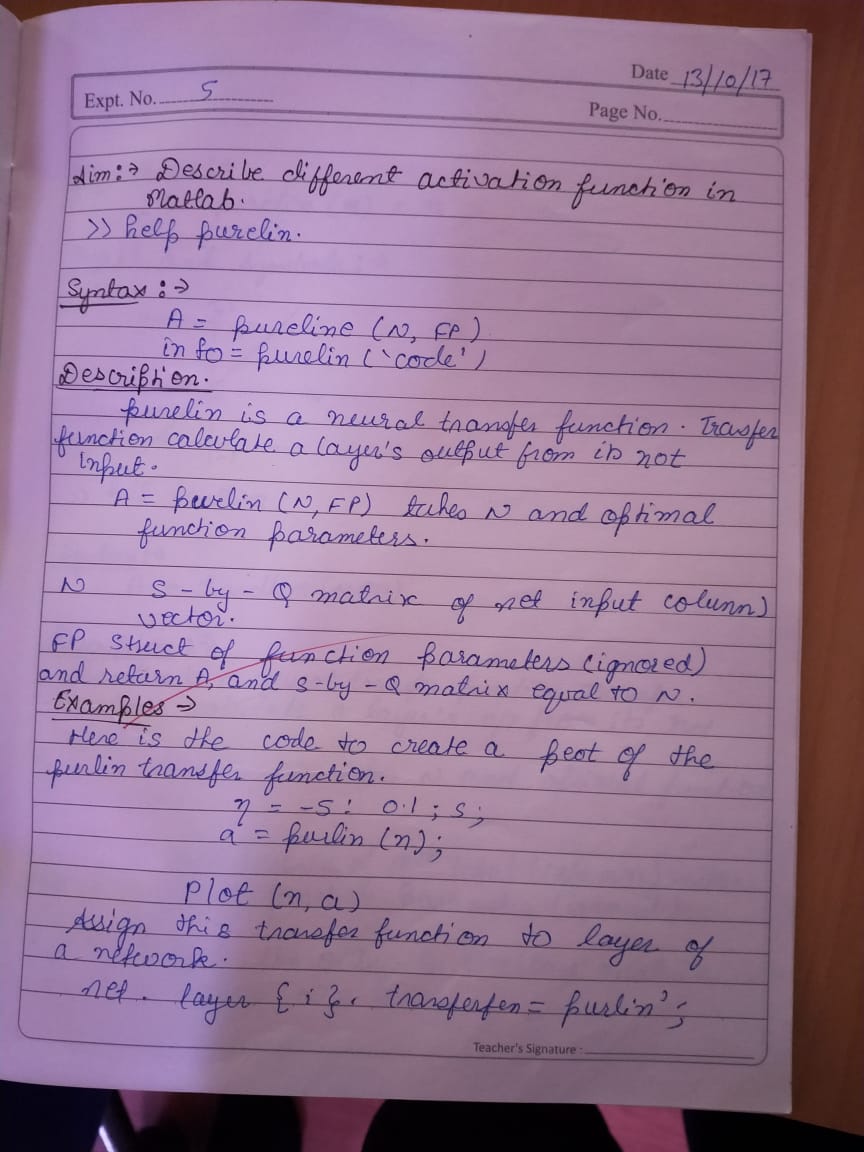 Date 13/10/17
Expt. No. 5
Page No.
Aim :→ Describe different activation function in
Matlab.
>> help purelin.
Syntax :→
A = pureline (N, FP)
info = purelin ('code')
Description.
purelin is a neural transfer function. Trasfer
function calculate a layer's output from its not
Input.
A = purelin (N, FP) takes N and optimal
function parameters.
N S-by-Q matrix of net input column)
vector.
FP Struct of function parameters (ignored)
and return A, and S-by-Q matrix equal to N.
Examples →
Here is the code to create a of the
purlin transfer function.
n = -5 : 0.1 ; 5;
a = purlin (n);
Plot (n, a)
Assign this transfer function to layer of
a network.
net. layer {i}. transferfcn = purlin';
Teacher's Signature :